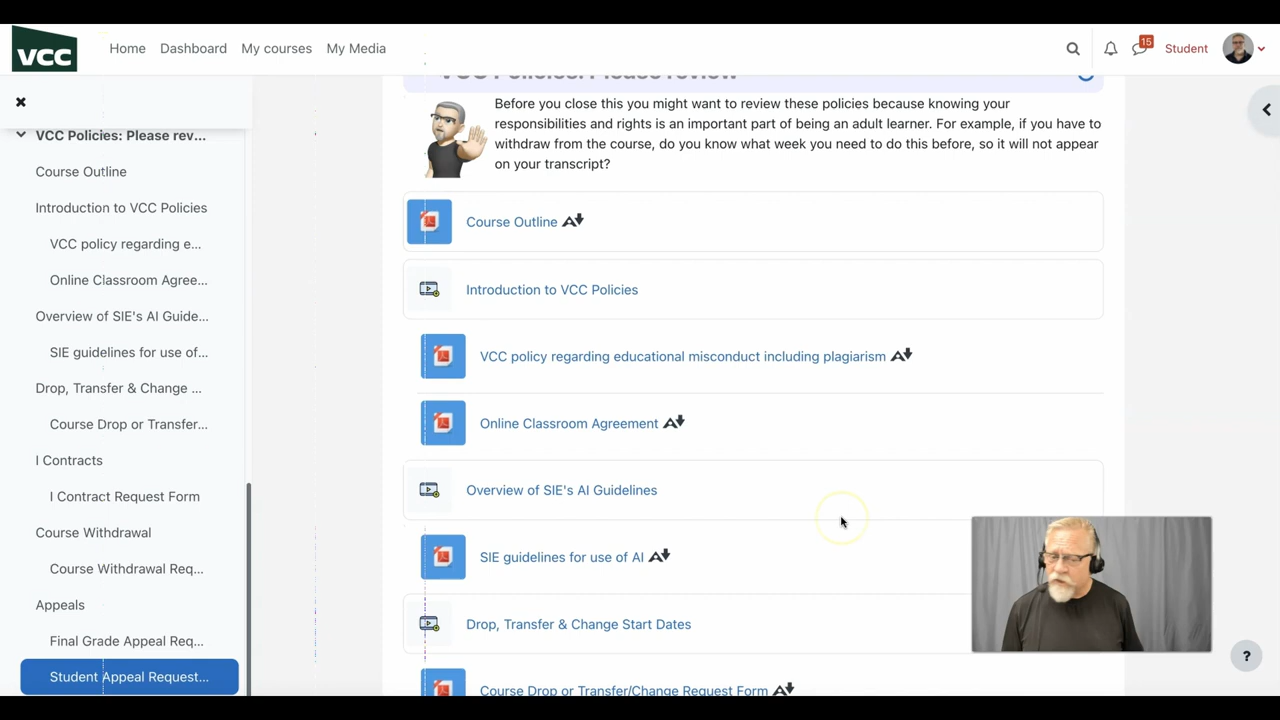 VCC
Home
Dashboard
My courses
My Media
15
Student
VCC Policies: Please rev...
Course Outline
Introduction to VCC Policies
VCC policy regarding e...
Online Classroom Agree...
Overview of SIE's AI Guide...
SIE guidelines for use of...
Drop, Transfer & Change ...
Course Drop or Transfer...
I Contracts
I Contract Request Form
Course Withdrawal
Course Withdrawal Req...
Appeals
Final Grade Appeal Req...
Student Appeal Request...
VCC Policies: Please review
Before you close this you might want to review these policies because knowing your
responsibilities and rights is an important part of being an adult learner. For example, if you have to
withdraw from the course, do you know what week you need to do this before, so it will not appear
on your transcript?
Course Outline
Introduction to VCC Policies
VCC policy regarding educational misconduct including plagiarism
Online Classroom Agreement
Overview of SIE's AI Guidelines
SIE guidelines for use of AI
Drop, Transfer & Change Start Dates
Course Drop or Transfer/Change Request Form
?